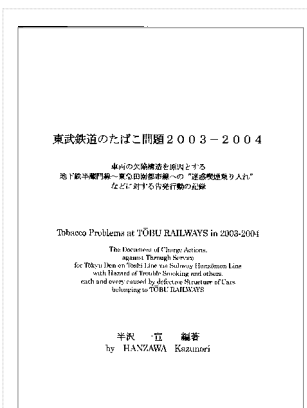 東武鉄道のたばこ問題2003-2004
車両の欠陥構造を原因とする
地下鉄半蔵門線~東急田園都市線への“迷惑喫煙乗り入れ”
などに対する告発行動の記録
Tobacco Problems at TŌBU RAILWAYS in 2003-2004
The Document of Charge Actions,
against Through Servece
for Tōkyu Den-en Toshi Line via Subway Hanzōmon Line
with Hazard of Trouble Smoking and others,
each and every caused by defective Structure of Cars
belonging to TŌBU RAILWAYS
半沢 一宣 編著
by HANZAWA Kazunori